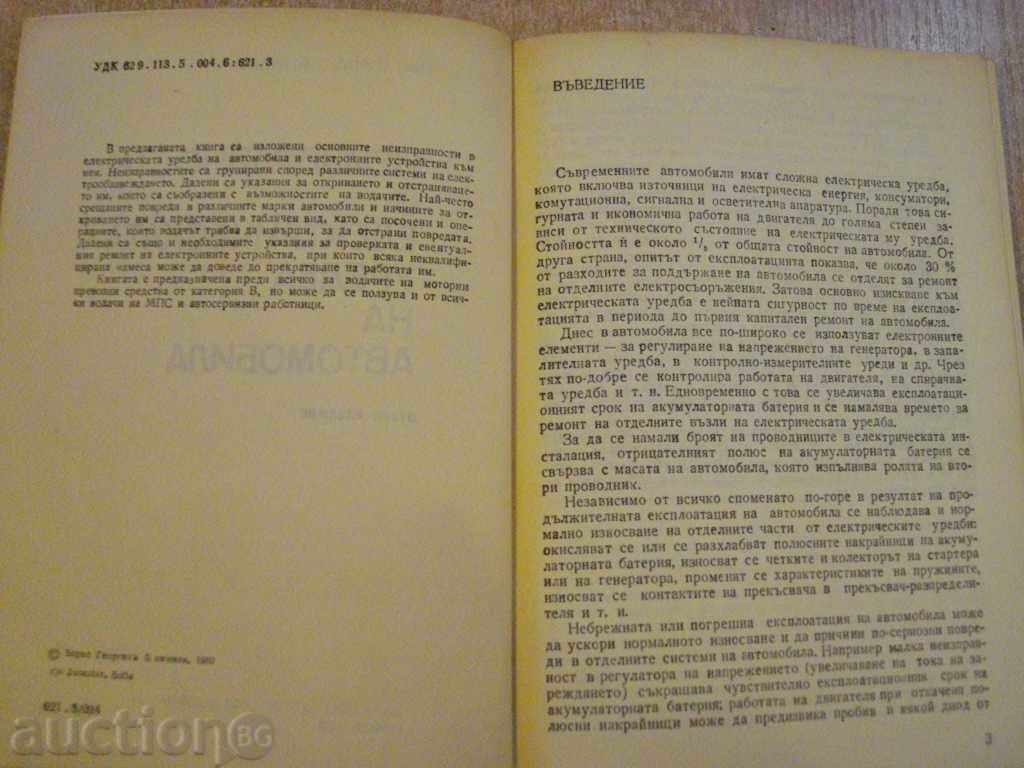 УДК 629.113.5.004.6:621.3
В предлаганата книга са изложени основните неизправности в
електрическата уредба на автомобила и електронните устройства към
нея. Неизправностите са групирани според различните системи на елек-
трообзавеждането. Дадени са указания за откриването и отстраняване-
то им, които са съобразени с възможностите на водачите. Най-често
срещаните повреди в различните марки автомобили и начините за от-
криването им са представени в табличен вид, като са посочени и опе-
рациите, които водачът трябва да извърши, за да отстрани повредата.
Дадени са също и необходимите указания за проверката и евентуал-
ния ремонт на електронните устройства, при които всяка неквалифи-
цирана намеса може да доведе до прекратяване на работата им.
Книгата е предназначена преди всичко за водачите на моторни
превозни средства от категория В, но може да се ползува и от всич-
ки водачи на МПС и автосервизни работници.
НА
АВТОМОБИЛА
© Борис Георгиев
621.3
ВЪВЕДЕНИЕ
Съвременните автомобили имат сложна електрическа уредба,
която включва източници на електрическа енергия, консуматори,
комутационна, сигнална и осветителна апаратура. Поради това си-
гурната и икономична работа на двигателя до голяма степен за-
виси от техническото състояние на електрическата му уредба.
Стойността ѝ е около 1/3 от общата стойност на автомобила. От
друга страна, опитът от експлоатацията показва, че около 30 %
от разходите за поддържане на автомобила се отделят за ремонт
на отделните електросъоръжения. Затова основно изискване към
електрическата уредба е нейната сигурност по време на експлоа-
тацията в периода до първия капитален ремонт на автомобила.
Днес в автомобила все по-широко се използуват електронните
елементи — за регулиране на напрежението на генератора, в запа-
лителната уредба, в контролно-измерителните уреди и др. Чрез
тях по-добре се контролира работата на двигателя, на спирачна-
та уредба и т. н. Едновременно с това се увеличава експлоатаци-
онният срок на акумулаторната батерия и се намалява времето за
ремонт на отделните възли на електрическата уредба.
За да се намали броят на проводниците в електрическата ин-
сталация, отрицателният полюс на акумулаторната батерия се
свързва с масата на автомобила, която изпълнява ролята на вто-
ри проводник.
Независимо от всичко споменато по-горе в резултат на про-
дължителната експлоатация на автомобила се наблюдава и нор-
мално износване на отделните части от електрическите уредби:
окисляват се или се разхлабват полюсните накрайници на акуму-
латорната батерия, износват се четките и колекторът на стартера
или на генератора, променят се характеристиките на пружините,
износват се контактите на прекъсвача в прекъсвач-разпредели-
теля и т. н.
Небрежната или погрешна експлоатация на автомобила може
да ускори нормалното износване и да причини по-сериозни повре-
ди в отделните системи на автомобила. Например малка неизправ-
ност в регулатора на напрежението (увеличаване на тока на за-
реждането) съкращава чувствително експлоатационния срок на
акумулаторната батерия; работата на двигателя при откачени по-
люсни накрайници може да предизвика пробив в някой диод от
3
auctionBG